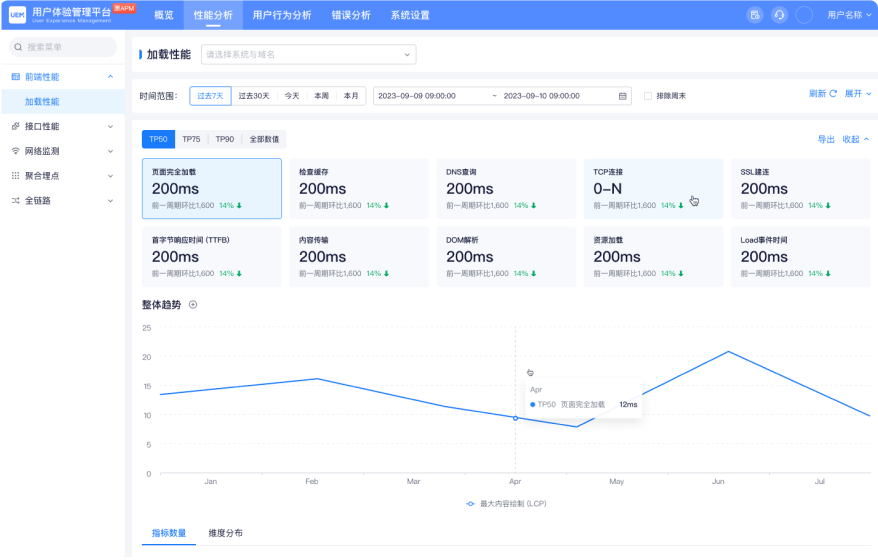 UEM 用户体验管理平台 惠APM 概览 性能分析 用户行为分析 错误分析 系统设置 用户名称
User Experience Management
搜索菜单
前端性能
加载性能
接口性能
网络监测
聚合埋点
全链路
加载性能 请选择系统与域名
时间范围: 过去7天 过去30天 今天 本周 本月 2023-09-09 09:00:00 ~ 2023-09-10 09:00:00 排除周末 刷新 展开
TP50 TP75 TP90 全部数值 导出 收起
页面完全加载 检查缓存 DNS查询 TCP连接 SSL建连
200ms 200ms 200ms 0-N 200ms
前一周期环比1,600 14% 前一周期环比1,600 14% 前一周期环比1,600 14% 前一周期环比1,600 14% 前一周期环比1,600 14%
首字节响应时间 (TTFB) 内容传输 DOM解析 资源加载 Load事件时间
200ms 200ms 200ms 200ms 200ms
前一周期环比1,600 14% 前一周期环比1,600 14% 前一周期环比1,600 14% 前一周期环比1,600 14% 前一周期环比1,600 14%
整体趋势
25
20
15
10
5
0
Apr
TP50 页面完全加载 12ms
Jan Feb Mar Apr May Jun Jul
最大内容绘制 (LCP)
指标数量 维度分布